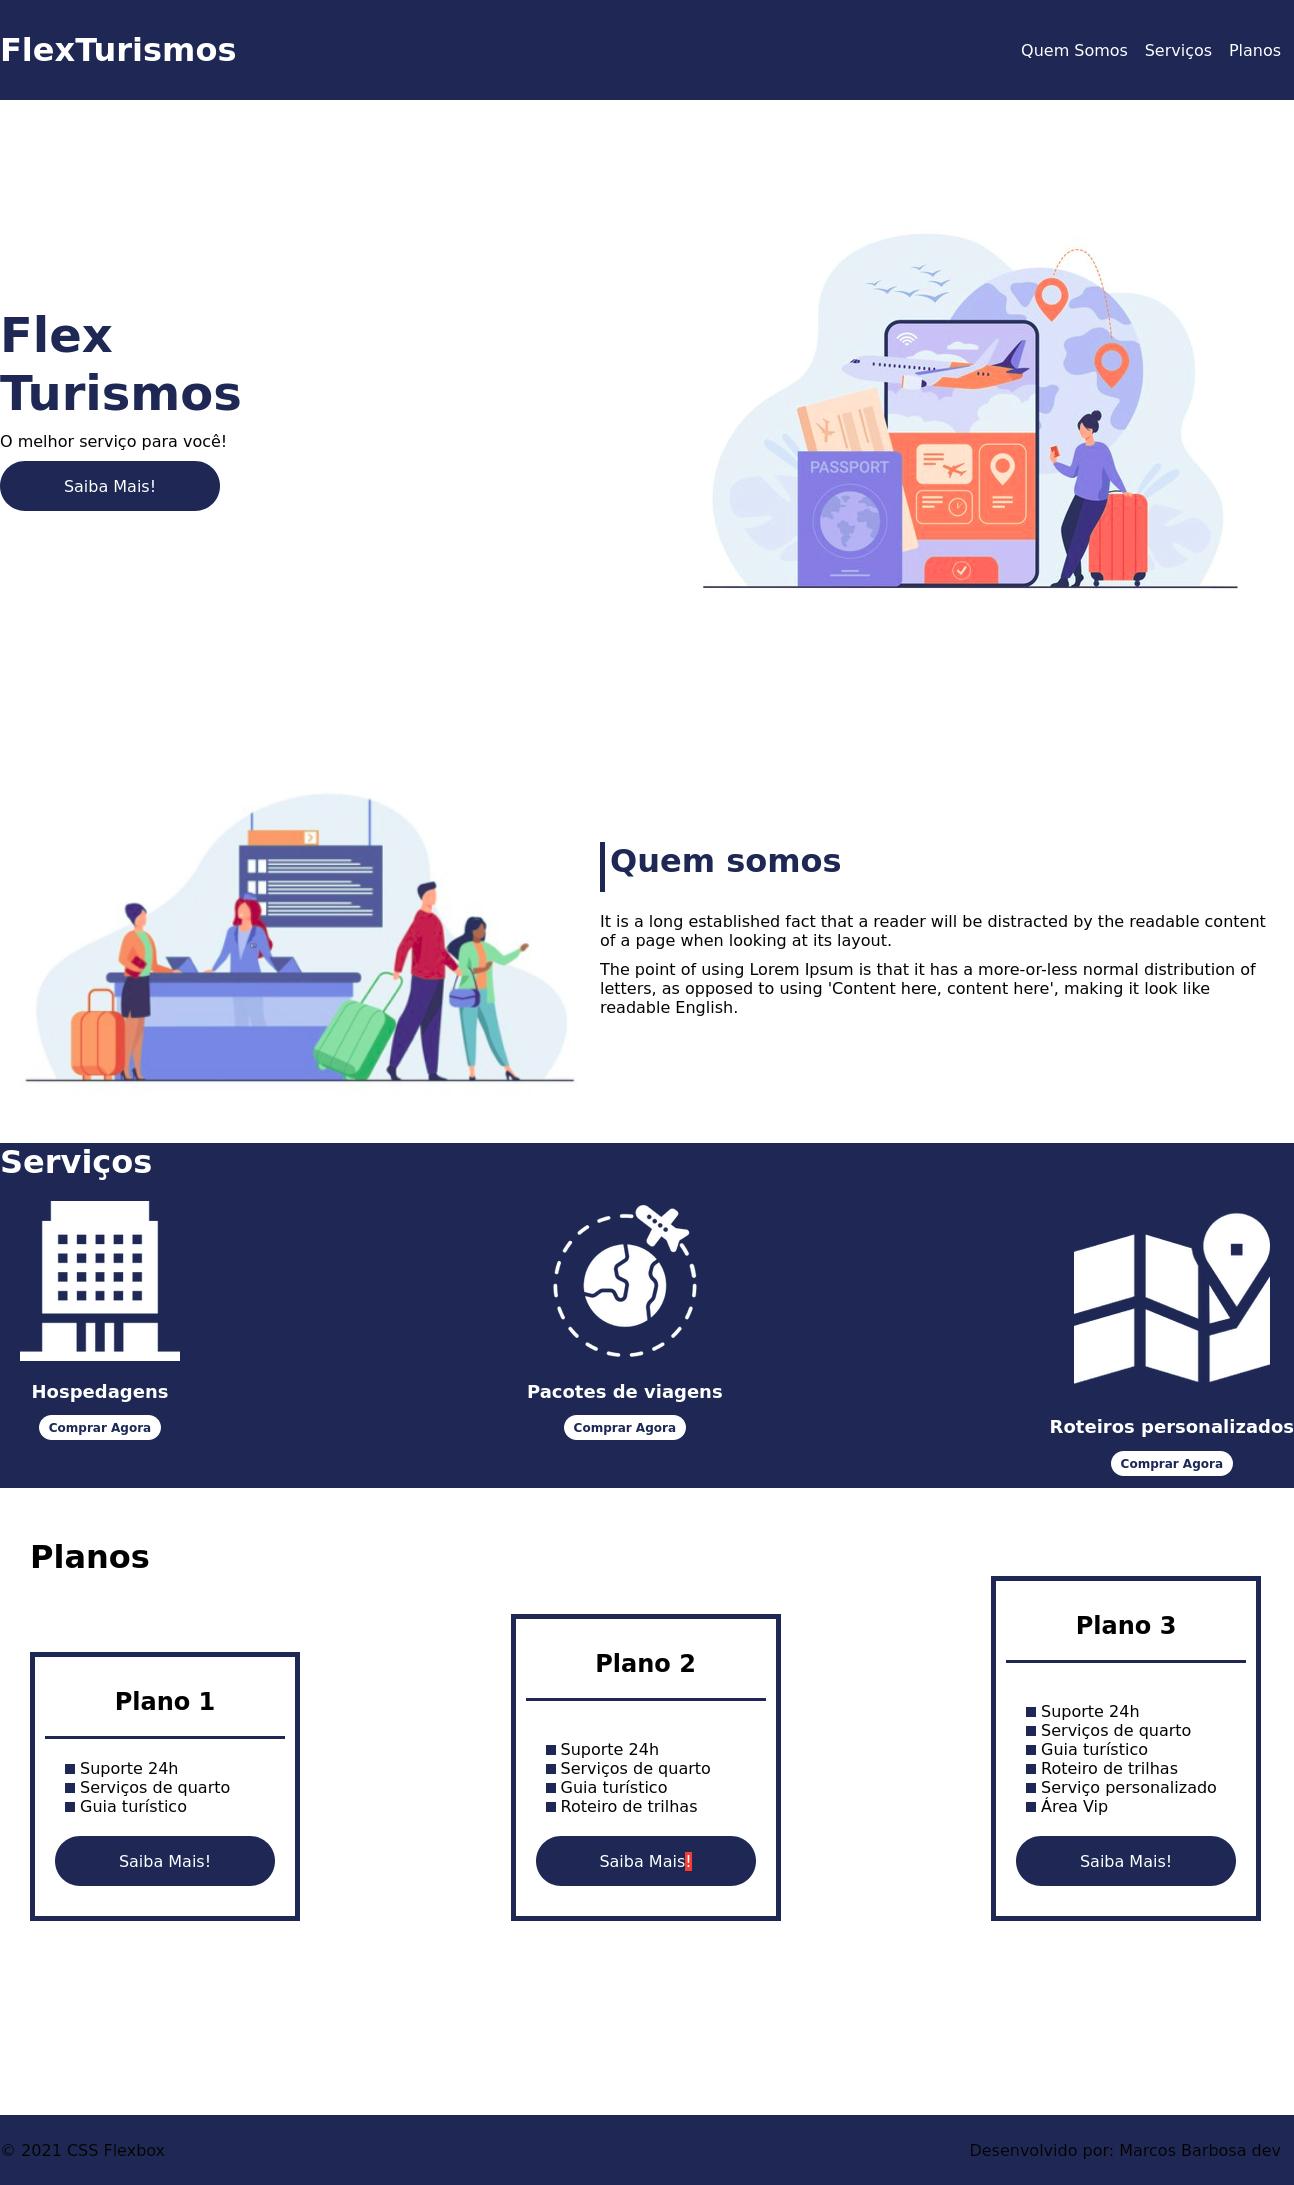 FlexTurismos
Quem Somos Serviços Planos
Flex
Turismos
O melhor serviço para você!
Saiba Mais!
PASSPORT
Quem somos
It is a long established fact that a reader will be distracted by the readable content
of a page when looking at its layout.
The point of using Lorem Ipsum is that it has a more-or-less normal distribution of
letters, as opposed to using 'Content here, content here', making it look like
readable English.
Serviços
Hospedagens
Comprar Agora
Pacotes de viagens
Comprar Agora
Roteiros personalizados
Comprar Agora
Planos
Plano 1
Suporte 24h
Serviços de quarto
Guia turístico
Saiba Mais!
Plano 2
Suporte 24h
Serviços de quarto
Guia turístico
Roteiro de trilhas
Saiba Mais!
Plano 3
Suporte 24h
Serviços de quarto
Guia turístico
Roteiro de trilhas
Serviço personalizado
Área Vip
Saiba Mais!
© 2021 CSS Flexbox
Desenvolvido por: Marcos Barbosa dev